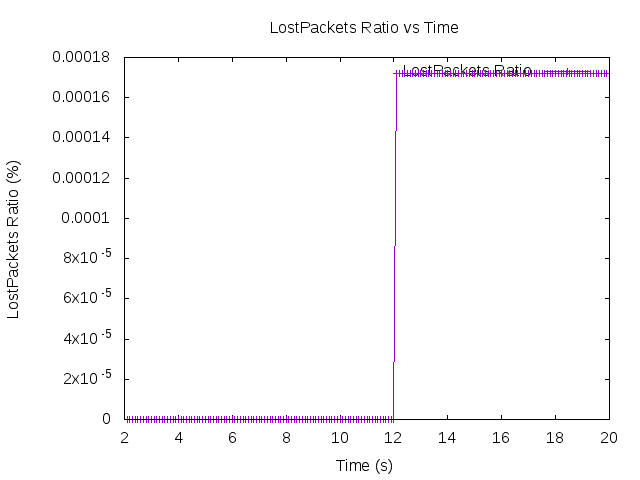 LostPackets Ratio vs Time
0.00018
LostPackets Ratio
0.00016
0.00014
0.00012
0.0001
8x10⁻⁵
6x10⁻⁵
4x10⁻⁵
2x10⁻⁵
0
LostPackets Ratio (%)
2 4 6 8 10 12 14 16 18 20
Time (s)